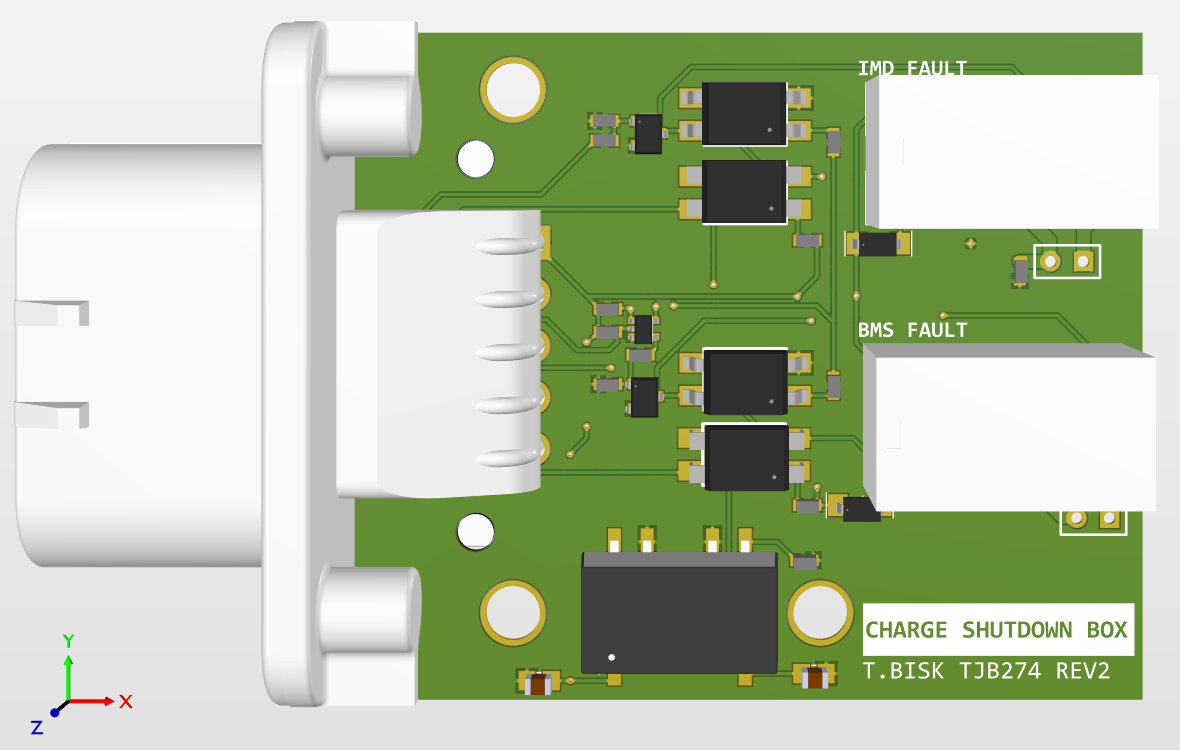 IMD FAULT
BMS FAULT
CHARGE SHUTDOWN BOX
T.BISK TJB274 REV2
Y
X
Z